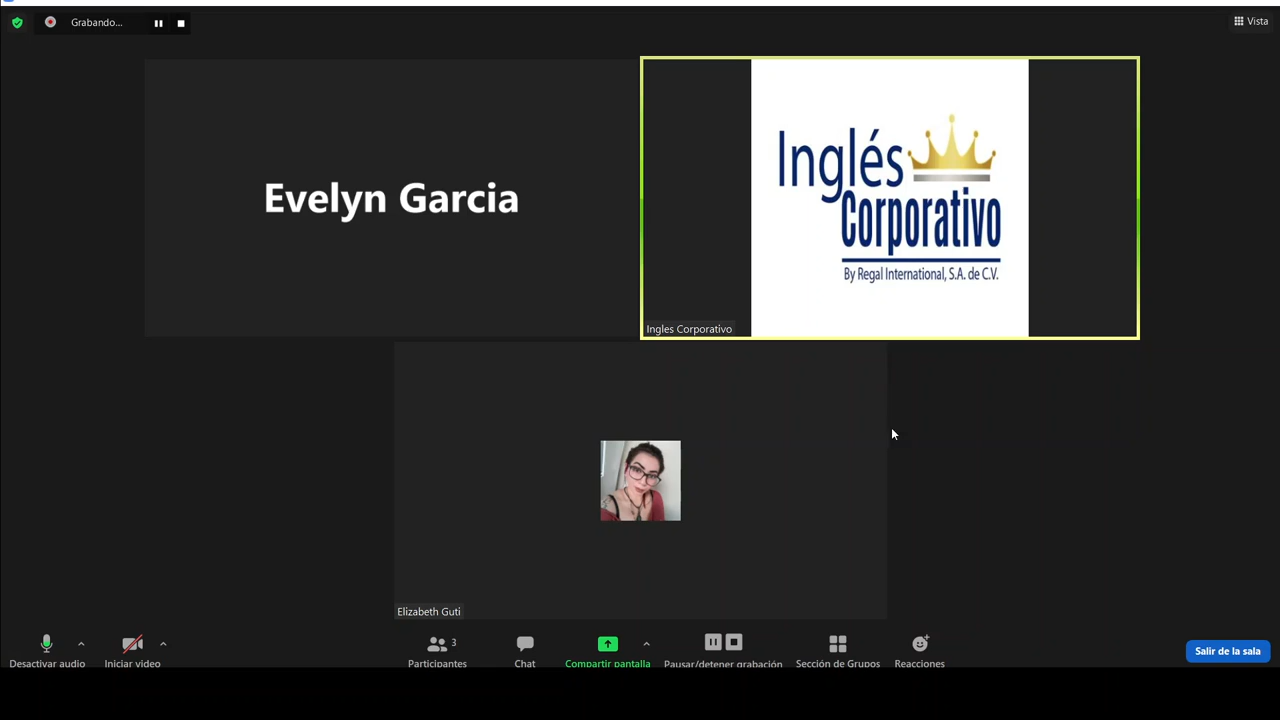 Grabando...
Vista
Evelyn Garcia
Inglés
Corporativo
By Regal International, S.A. de C.V.
Ingles Corporativo
Elizabeth Guti
Desactivar audio
Iniciar video
3
Participantes
Chat
Compartir pantalla
Pausar/detener grabación
Sección de Grupos
Reacciones
Salir de la sala